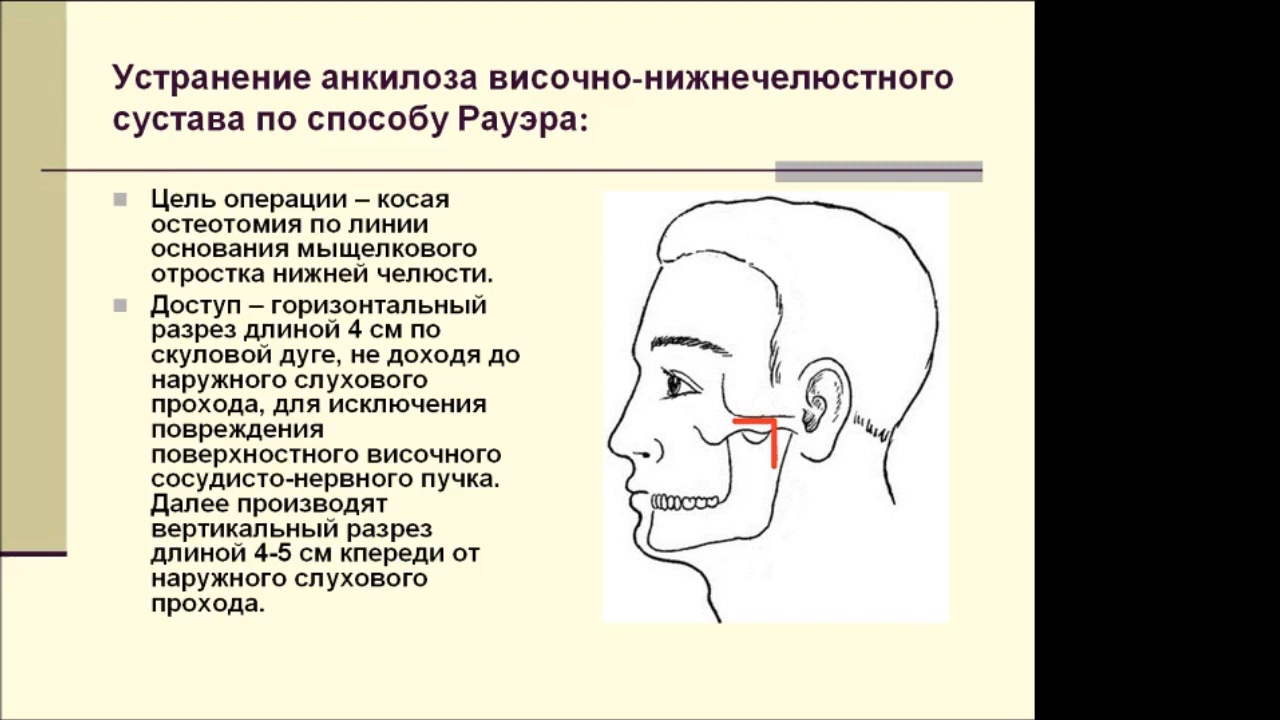 Устранение анкилоза височно-нижнечелюстного
сустава по способу Рауэра:
Цель операции – косая
остеотомия по линии
основания мыщелкового
отростка нижней челюсти.
Доступ – горизонтальный
разрез длиной 4 см по
скуловой дуге, не доходя до
наружного слухового
прохода, для исключения
повреждения
поверхностного височного
сосудисто-нервного пучка.
Далее производят
вертикальный разрез
длиной 4-5 см кпереди от
наружного слухового
прохода.